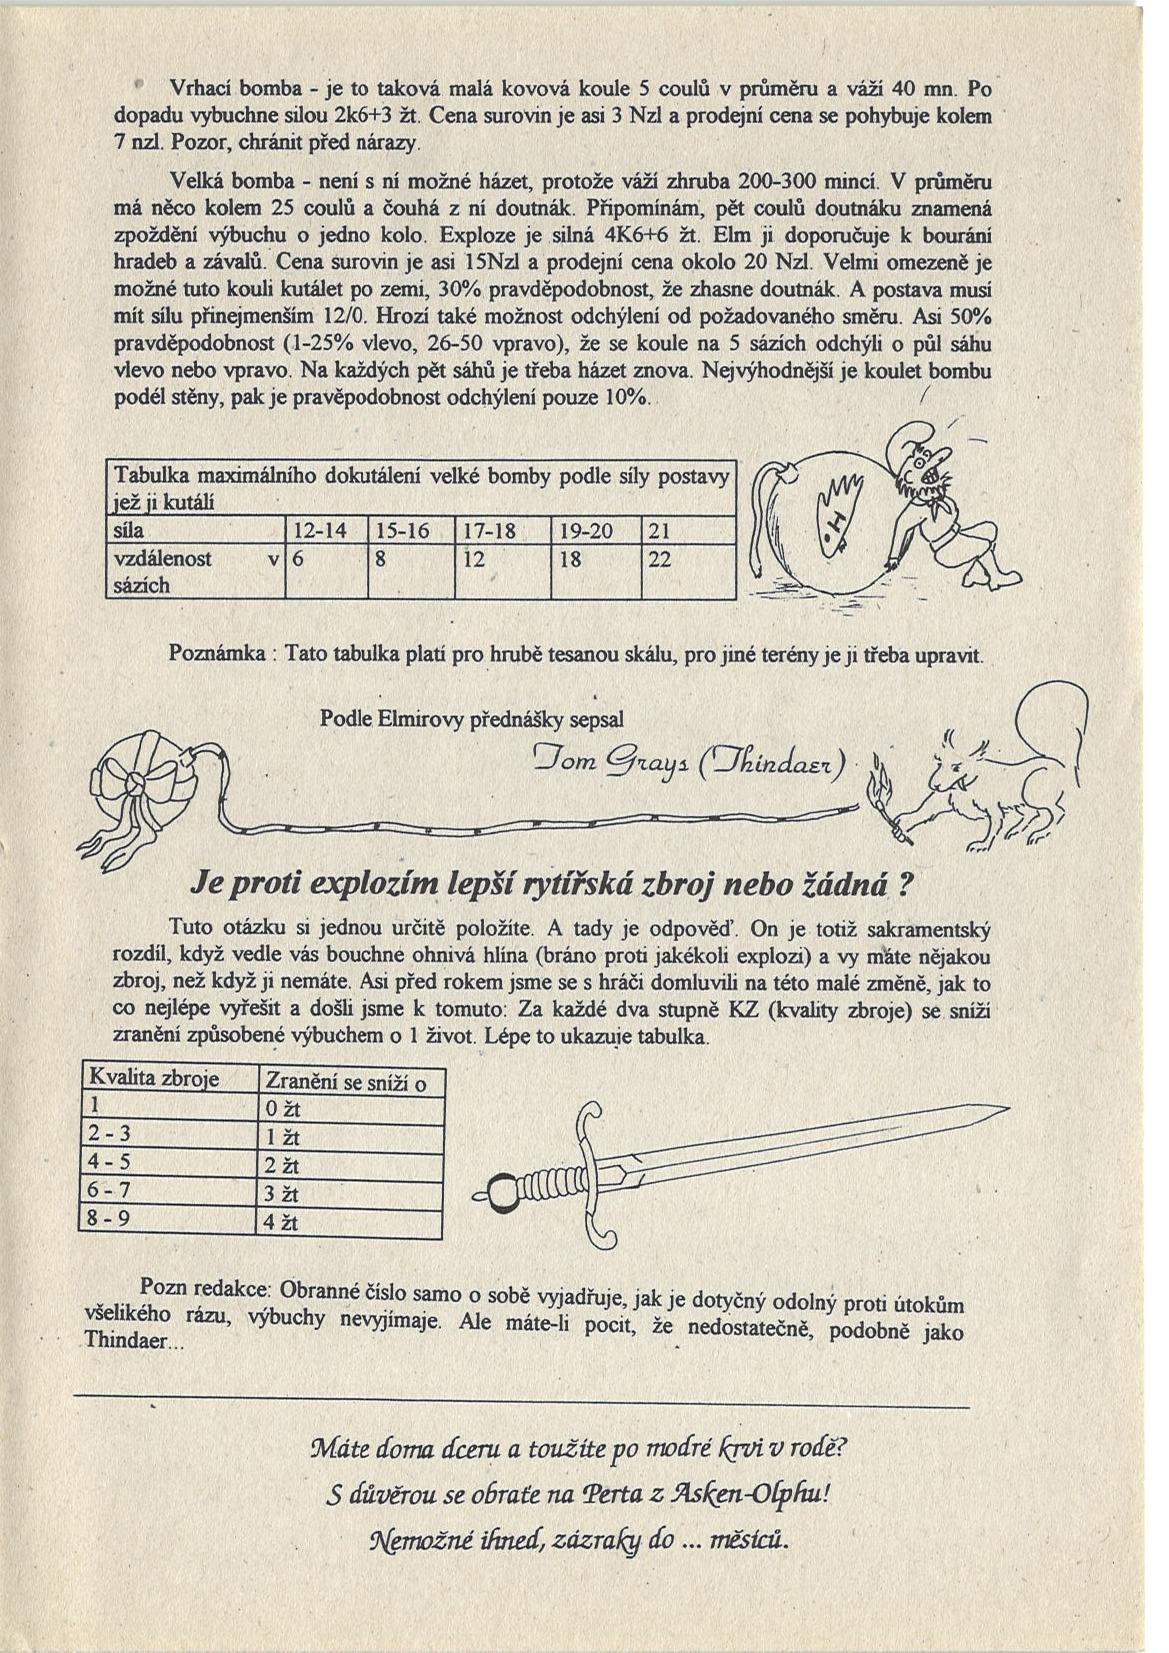 Vrhací bomba - je to taková malá kovová koule 5 coulů v průměru a váží 40 mn. Po
dopadu vybuchne silou 2k6+3 žt. Cena surovin je asi 3 Nzl a prodejní cena se pohybuje kolem
7 nzl. Pozor, chránit před nárazy.
Velká bomba - není s ní možné házet, protože váží zhruba 200-300 mincí. V průměru
má něco kolem 25 coulů a čouhá z ní doutnák. Připomínám, pět coulů doutnáku znamená
zpoždění výbuchu o jedno kolo. Exploze je silná 4K6+6 žt. Elm ji doporučuje k bourání
hradeb a závalů. Cena surovin je asi 15Nzl a prodejní cena okolo 20 Nzl. Velmi omezeně je
možné tuto kouli kutálet po zemi, 30% pravděpodobnost, že zhasne doutnák. A postava musí
mít sílu přinejmenším 12/0. Hrozí také možnost odchýlení od požadovaného směru. Asi 50%
pravděpodobnost (1-25% vlevo, 26-50 vpravo), že se koule na 5 sázích odchýli o půl sáhu
vlevo nebo vpravo. Na každých pět sáhů je třeba házet znova. Nejvýhodnější je koulet bombu
podél stěny, pak je pravěpodobnost odchýlení pouze 10%.
Tabulka maximálního dokutálení velké bomby podle síly postavy
jež ji kutálí
síla 12-14 15-16 17-18 19-20 21
vzdálenost v 6 8 12 18 22
sázích
H.
Poznámka : Tato tabulka platí pro hrubě tesanou skálu, pro jiné terény je ji třeba upravit.
Podle Elmirovy přednášky sepsal
Tom Grays (Thindaer)
Je proti explozím lepší rytířská zbroj nebo žádná ?
Tuto otázku si jednou určitě položíte. A tady je odpověď. On je totiž sakramentský
rozdíl, když vedle vás bouchne ohnivá hlína (bráno proti jakékoli explozi) a vy máte nějakou
zbroj, než když ji nemáte. Asi před rokem jsme se s hráči domluvili na této malé změně, jak to
co nejlépe vyřešit a došli jsme k tomuto: Za každé dva stupně KZ (kvality zbroje) se sníží
zranění způsobené výbuchem o 1 život. Lépe to ukazuje tabulka.
Kvalita zbroje Zranění se sníží o
1 0 žt
2 - 3 1 žt
4 - 5 2 žt
6 - 7 3 žt
8 - 9 4 žt
Pozn redakce: Obranné číslo samo o sobě vyjadřuje, jak je dotyčný odolný proti útokům
všelikého rázu, výbuchy nevyjímaje. Ale máte-li pocit, že nedostatečně, podobně jako
Thindaer...
Máte doma dceru a toužíte po modré krvi v rodě?
S důvěrou se obraťe na Perta z Asken-Olphu!
Nemožné ihned, zázraky do ... měsíců.